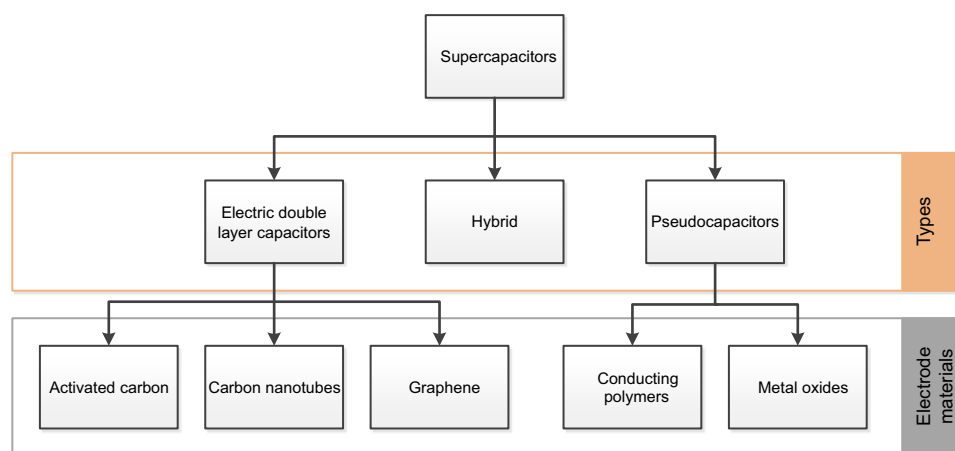 Supercapacitors
Electric double
layer capacitors
Hybrid
Pseudocapacitors
Types
Activated carbon
Carbon nanotubes
Graphene
Conducting
polymers
Metal oxides
Electrode
materials